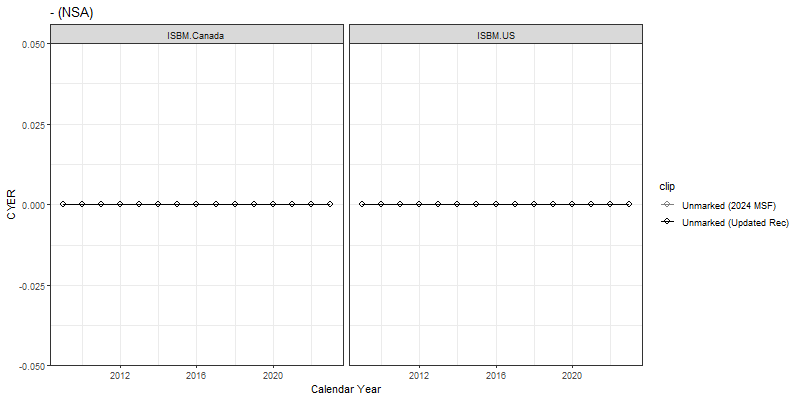 - (NSA)
ISBM.Canada
ISBM.US
0.050
0.025
0.000
-0.025
-0.050
CYER
2012
2016
2020
2012
2016
2020
Calendar Year
clip
Unmarked (2024 MSF)
Unmarked (Updated Rec)